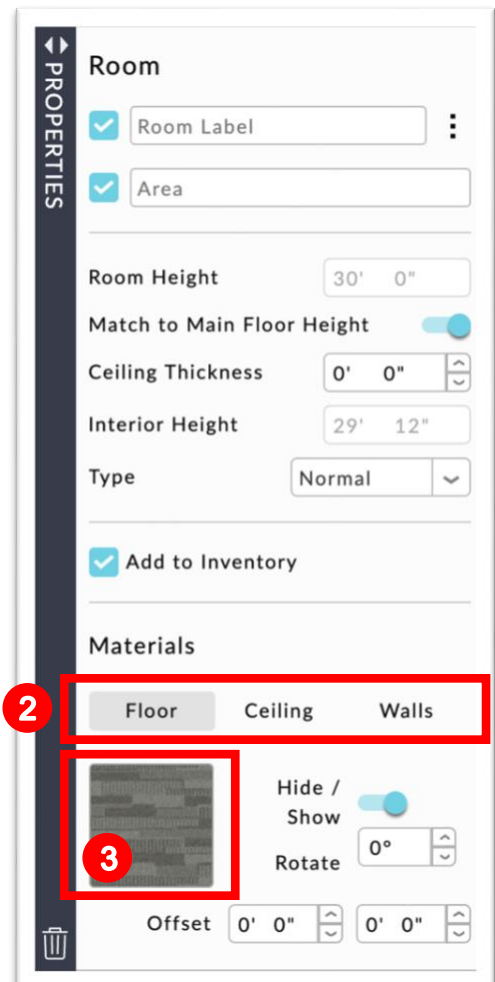 PROPERTIES
Room
Room Label
Area
Room Height 30' 0"
Match to Main Floor Height
Ceiling Thickness 0' 0"
Interior Height 29' 12"
Type Normal
Add to Inventory
Materials
2
Floor Ceiling Walls
3
Hide /
Show
Rotate 0°
Offset 0' 0" 0' 0"